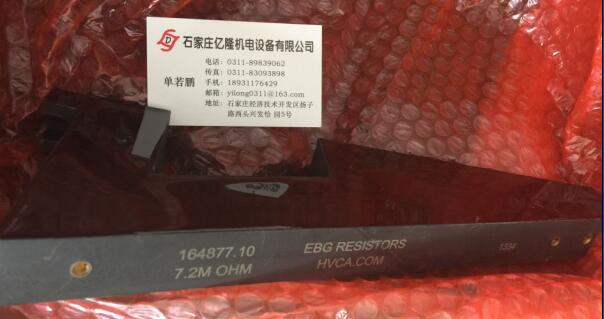 石家庄亿隆机电设备有限公司
电话: 0311-89839062
传真: 0311-83093898
单若鹏 手机: 18931176429
邮箱: yilong0311@163.com
地址: 石家庄经济技术开发区扬子
路西头兴发怡 园5号
164877.10 EBG RESISTORS 1334
7.2M OHM HVCA.COM